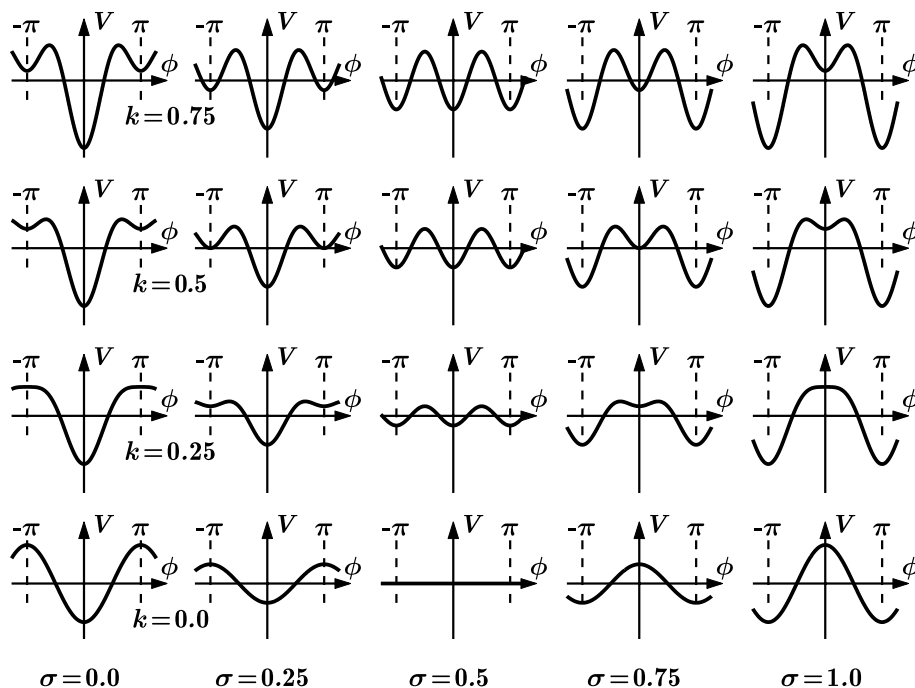 -π V π -π V π -π V π -π V π -π V π
ϕ ϕ ϕ ϕ ϕ
k=0.75
-π V π -π V π -π V π -π V π -π V π
ϕ ϕ ϕ ϕ ϕ
k=0.5
-π V π -π V π -π V π -π V π -π V π
ϕ ϕ ϕ ϕ ϕ
k=0.25
-π V π -π V π -π V π -π V π -π V π
ϕ ϕ ϕ ϕ ϕ
k=0.0
σ=0.0 σ=0.25 σ=0.5 σ=0.75 σ=1.0